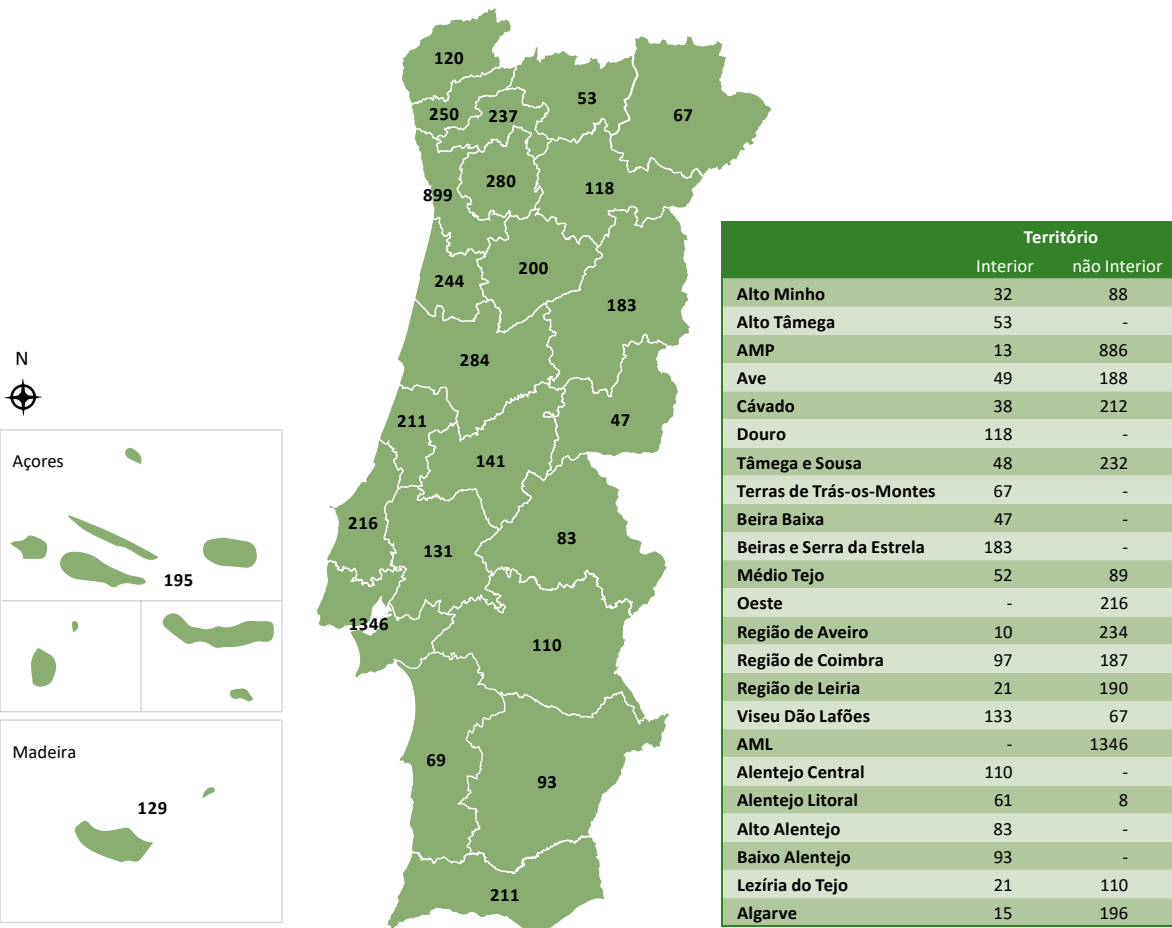 120
53
67
250
237
899
280
118
244
200
183
284
N
211
47
141
Açores
216
131
83
195
1346
110
Madeira
69
93
129
211
Território
Interior não Interior
Alto Minho 32 88
Alto Tâmega 53 -
AMP 13 886
Ave 49 188
Cávado 38 212
Douro 118 -
Tâmega e Sousa 48 232
Terras de Trás-os-Montes 67 -
Beira Baixa 47 -
Beiras e Serra da Estrela 183 -
Médio Tejo 52 89
Oeste - 216
Região de Aveiro 10 234
Região de Coimbra 97 187
Região de Leiria 21 190
Viseu Dão Lafões 133 67
AML - 1346
Alentejo Central 110 -
Alentejo Litoral 61 8
Alto Alentejo 83 -
Baixo Alentejo 93 -
Lezíria do Tejo 21 110
Algarve 15 196